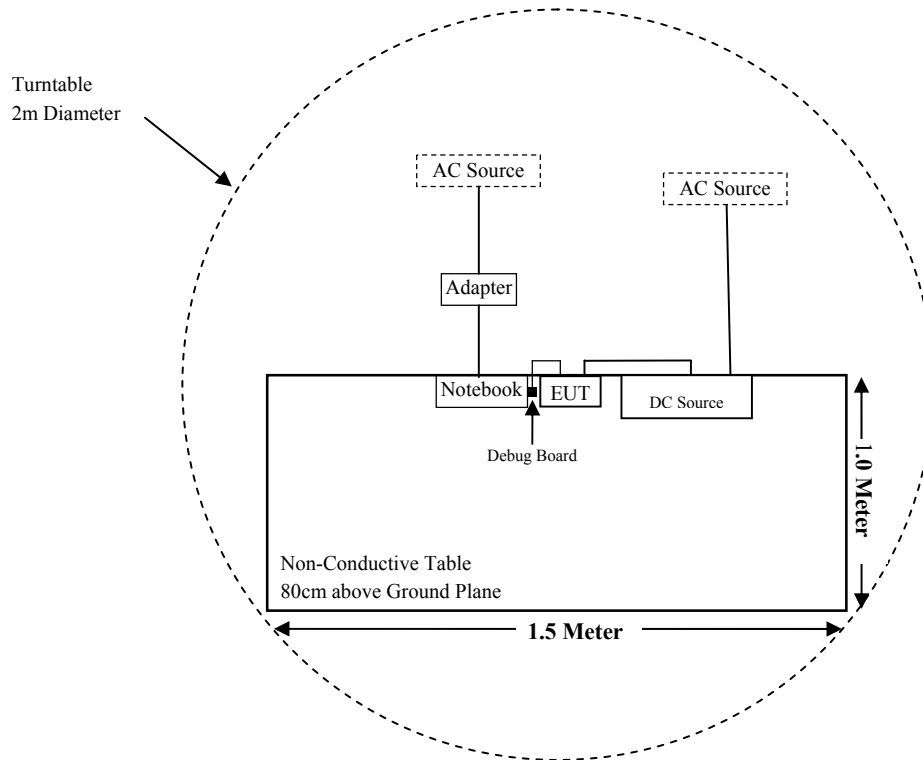 Turntable
2m Diameter
AC Source
AC Source
Adapter
Notebook
EUT
DC Source
Debug Board
1.0 Meter
Non-Conductive Table
80cm above Ground Plane
1.5 Meter